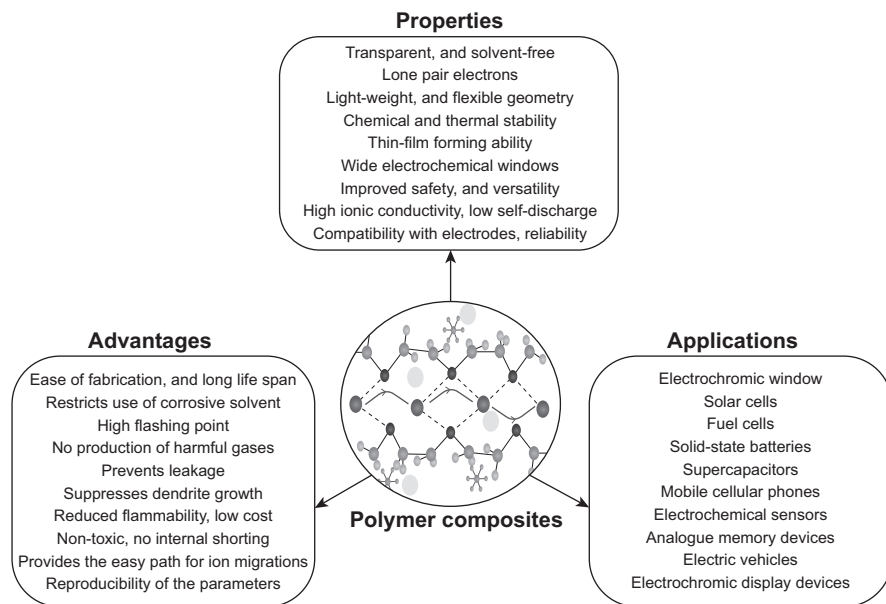 Properties
Transparent, and solvent-free
Lone pair electrons
Light-weight, and flexible geometry
Chemical and thermal stability
Thin-film forming ability
Wide electrochemical windows
Improved safety, and versatility
High ionic conductivity, low self-discharge
Compatibility with electrodes, reliability
Advantages
Ease of fabrication, and long life span
Restricts use of corrosive solvent
High flashing point
No production of harmful gases
Prevents leakage
Suppresses dendrite growth
Reduced flammability, low cost
Non-toxic, no internal shorting
Provides the easy path for ion migrations
Reproducibility of the parameters
Polymer composites
Applications
Electrochromic window
Solar cells
Fuel cells
Solid-state batteries
Supercapacitors
Mobile cellular phones
Electrochemical sensors
Analogue memory devices
Electric vehicles
Electrochromic display devices